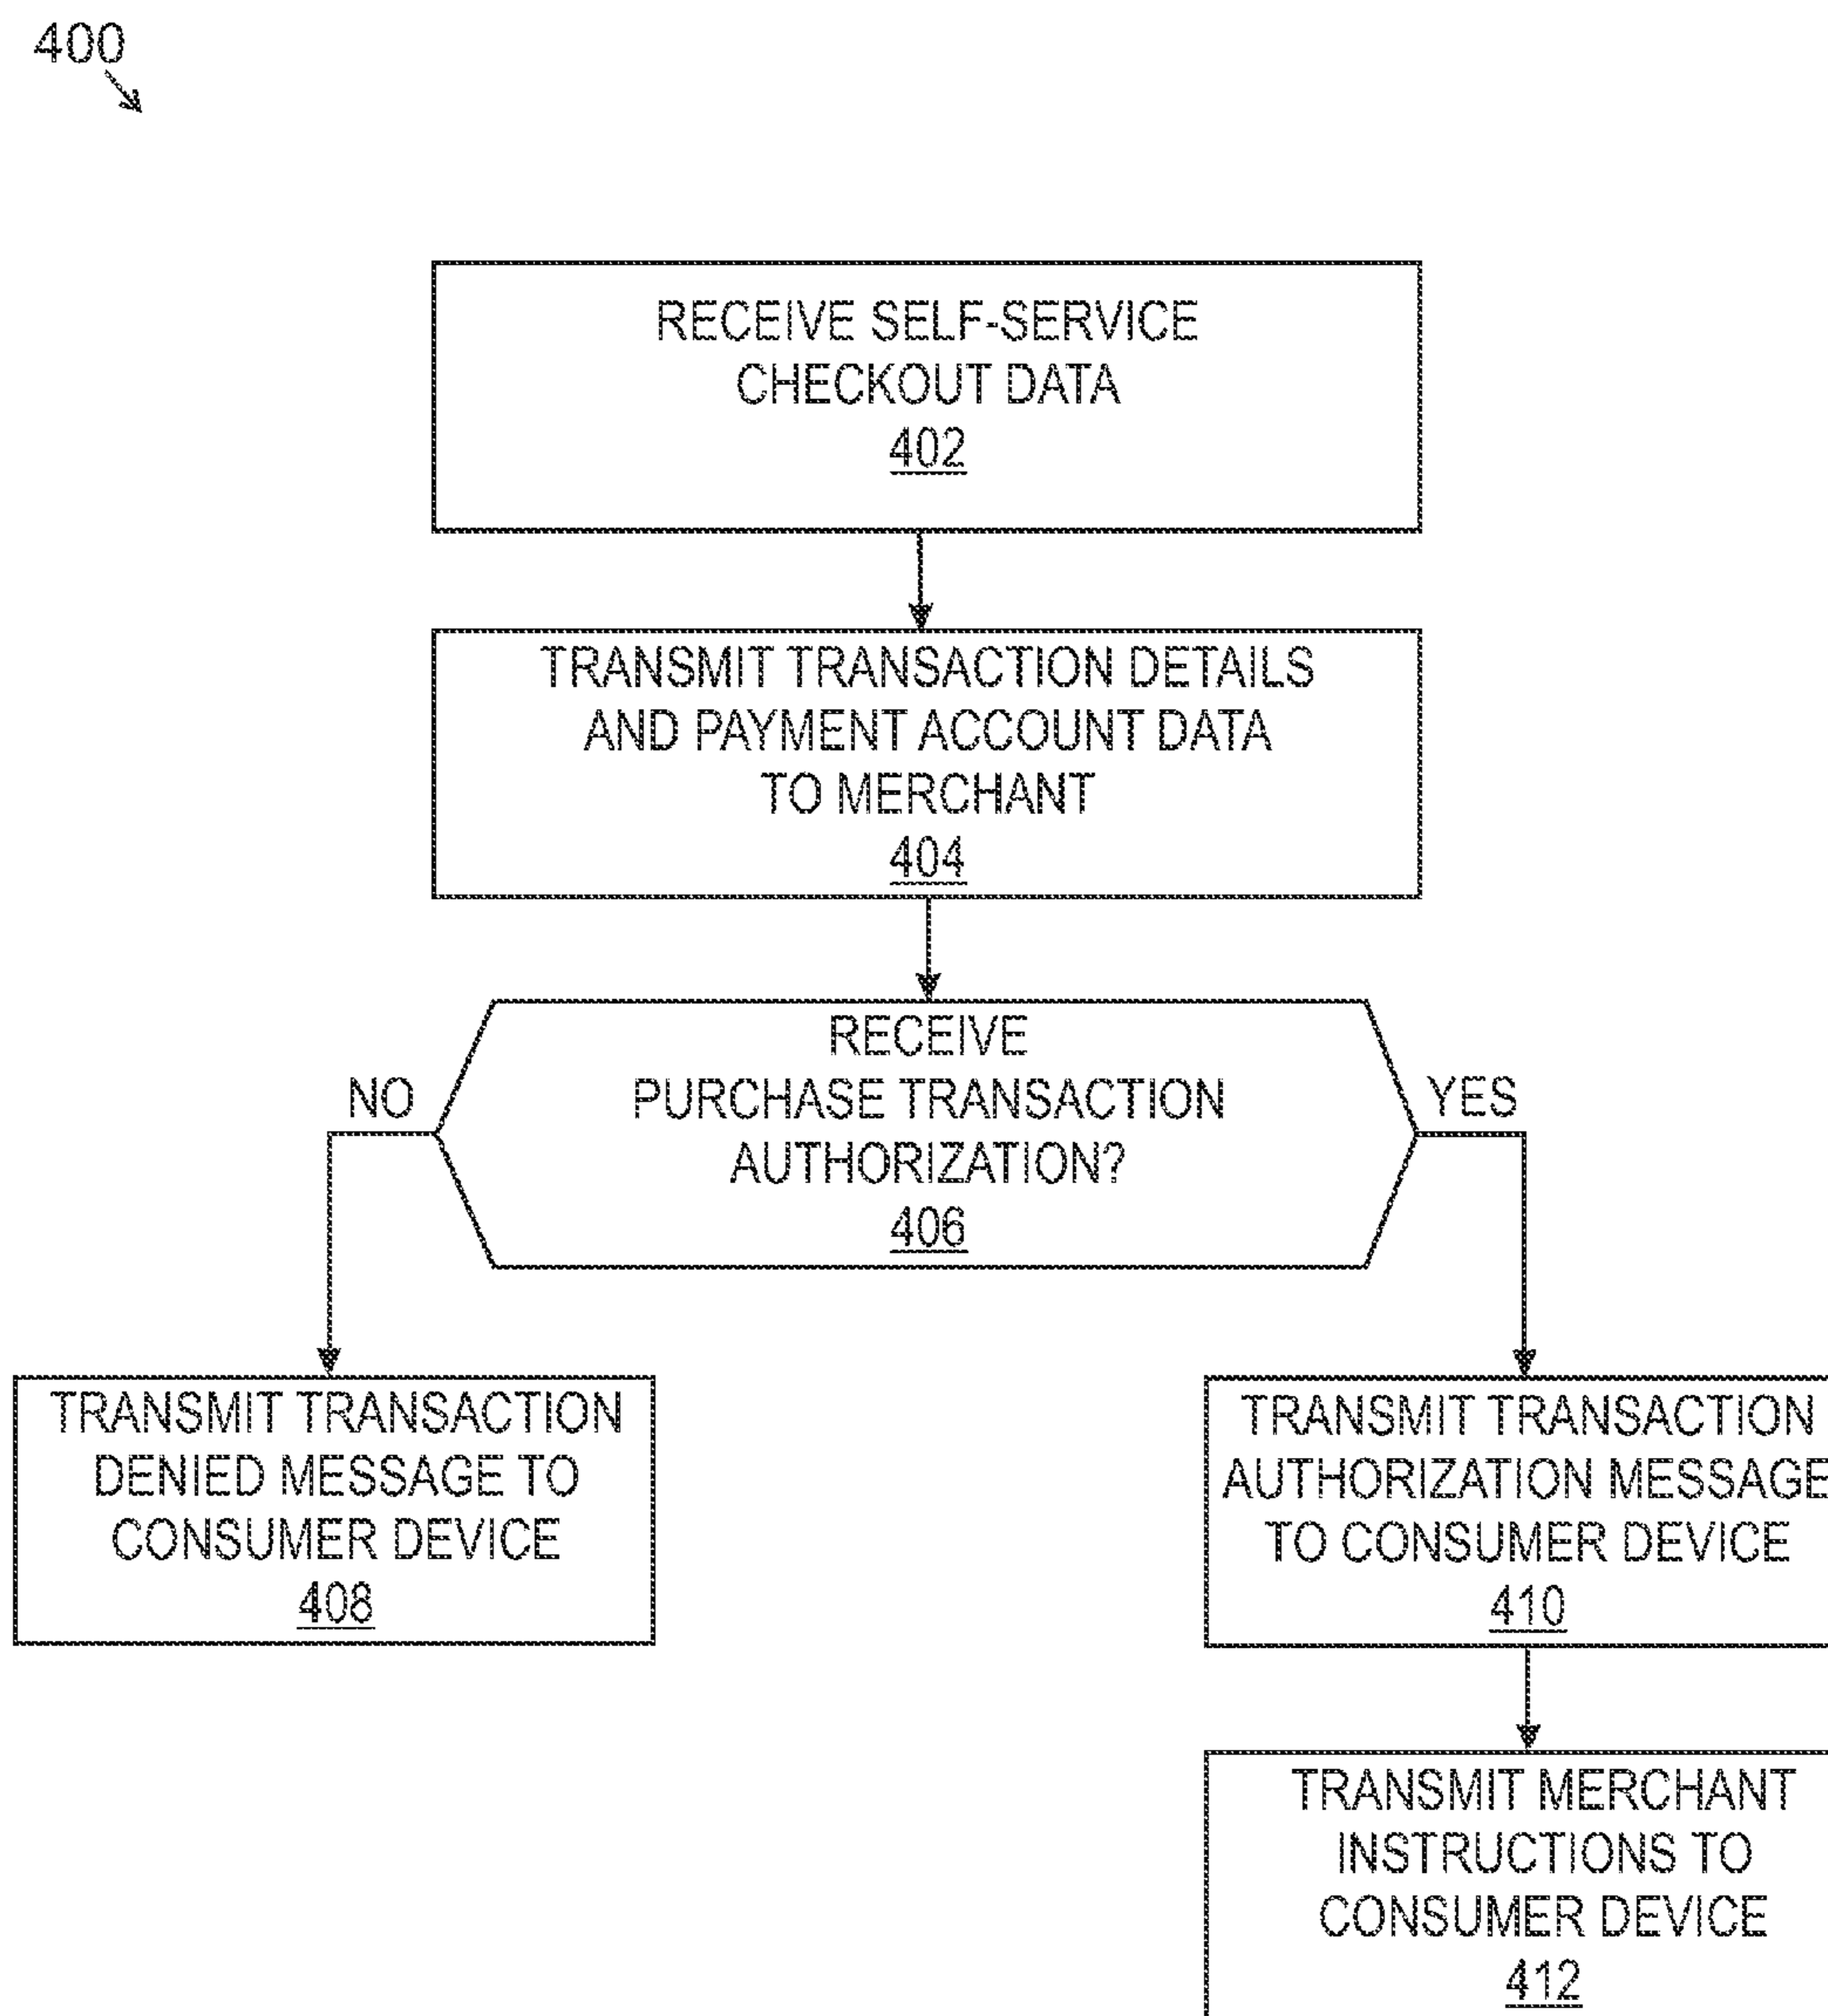 400
RECEIVE SELF-SERVICE
CHECKOUT DATA
402
TRANSMIT TRANSACTION DETAILS
AND PAYMENT ACCOUNT DATA
TO MERCHANT
404
RECEIVE
PURCHASE TRANSACTION
AUTHORIZATION?
406
NO
YES
TRANSMIT TRANSACTION
DENIED MESSAGE TO
CONSUMER DEVICE
408
TRANSMIT TRANSACTION
AUTHORIZATION MESSAGE
TO CONSUMER DEVICE
410
TRANSMIT MERCHANT
INSTRUCTIONS TO
CONSUMER DEVICE
412